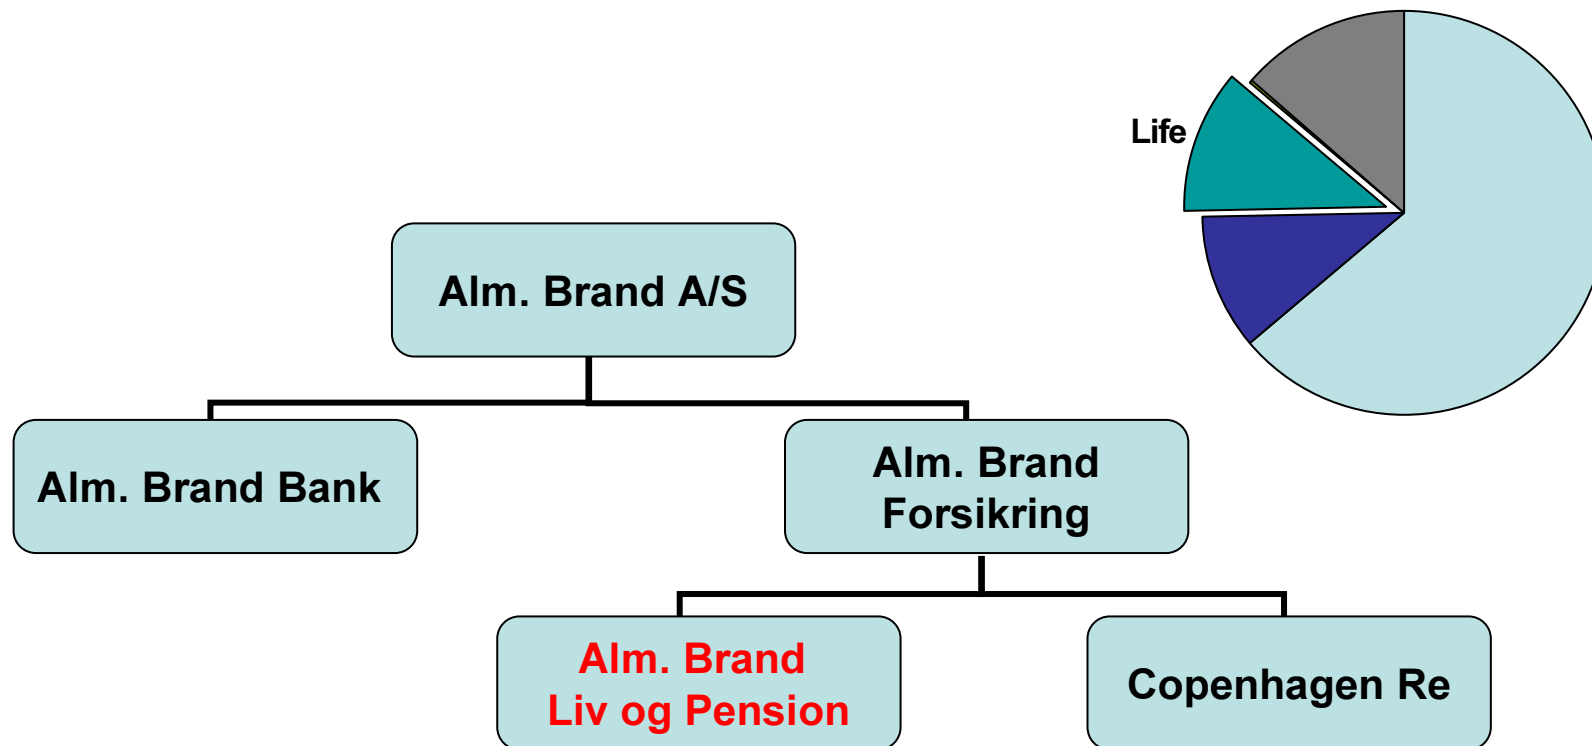 Life
Alm. Brand A/S
Alm. Brand Bank
Alm. Brand
Forsikring
Alm. Brand
Liv og Pension
Copenhagen Re